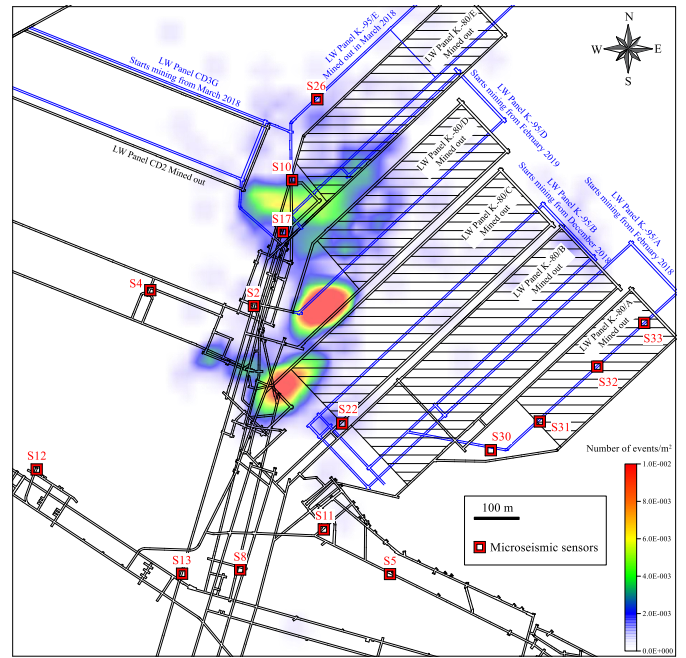 N
W
E
S
LW Panel K-95/E
Mined out in March 2018
LW Panel K-80/E
Mined out
LW Panel CD3G
Starts mining from March 2018
LW Panel CD2 Mined out
S26
LW Panel K-95/D
Starts mining from February 2019
LW Panel K-80/D
Mined out
S10
LW Panel K-80/C
Mined out
LW Panel K-95/B
Starts mining from December 2018
LW Panel K-95/A
Starts mining from February 2018
S17
LW Panel K-80/B
Mined out
S4
S2
LW Panel K-80/A
Mined out
S33
S32
S22
S31
S30
Number of events/m²
1.0E-002
8.0E-003
6.0E-003
4.0E-003
2.0E-003
0.0E+000
S12
100 m
Microseismic sensors
S11
S13
S8
S5